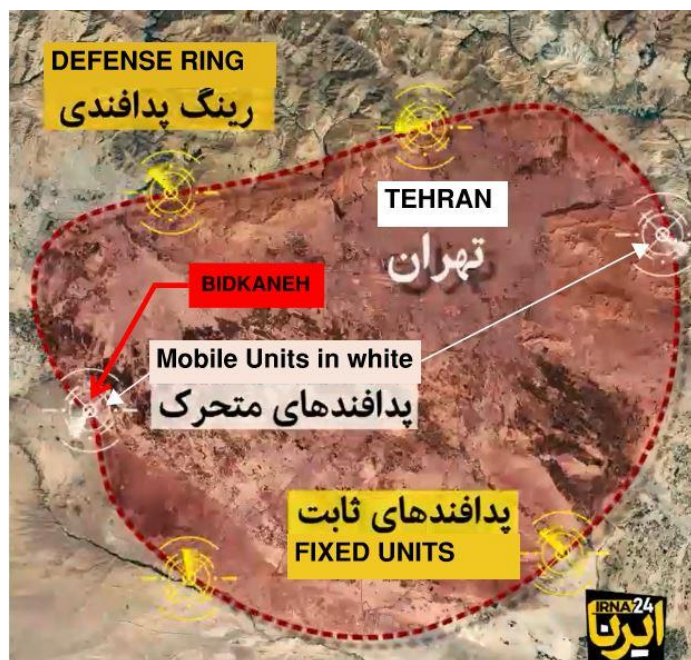 DEFENSE RING
رینگ پدافندی
TEHRAN
تهران
BIDKANEH
Mobile Units in white
پدافندهای متحرک
پدافندهای ثابت
FIXED UNITS
IRNA24
ایرنا